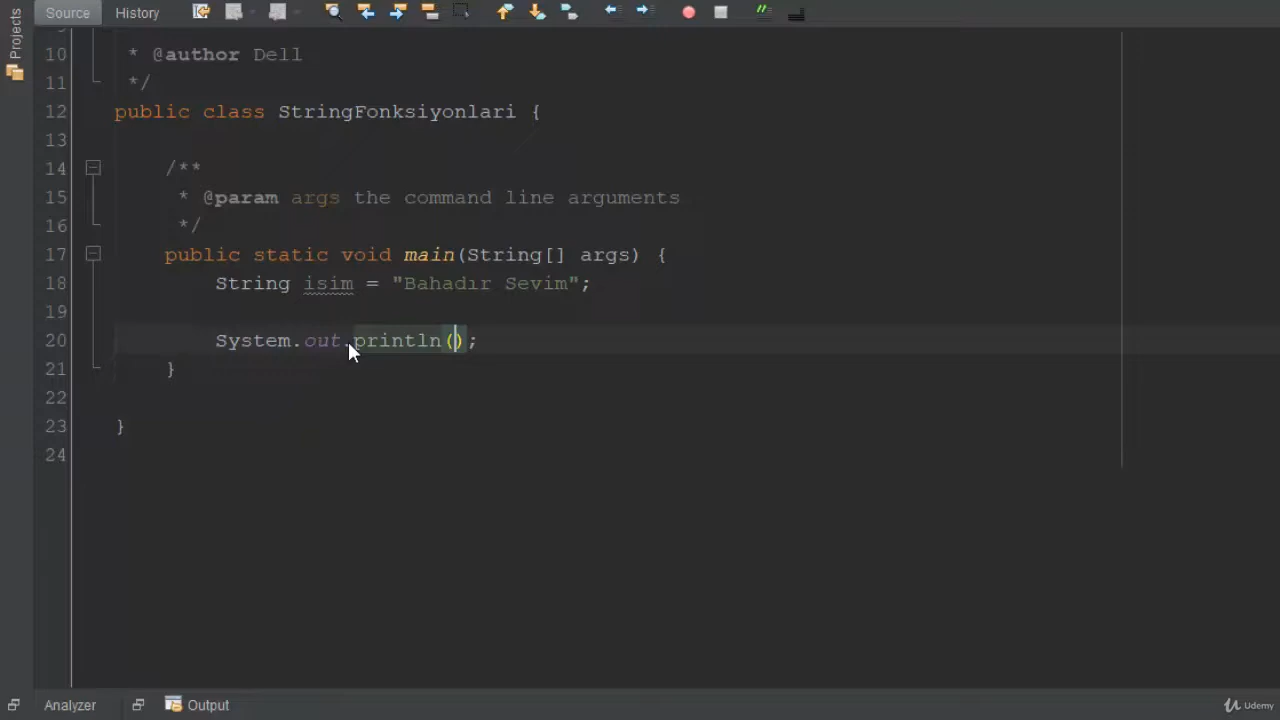 Projects
Source History
10 * @author Dell
11 */
12 public class StringFonksiyonlari {
13
14 /**
15 * @param args the command line arguments
16 */
17 public static void main(String[] args) {
18 String isim = "Bahadır Sevim";
19
20 System.out.println();
21 }
22
23 }
24
Analyzer Output
Udemy